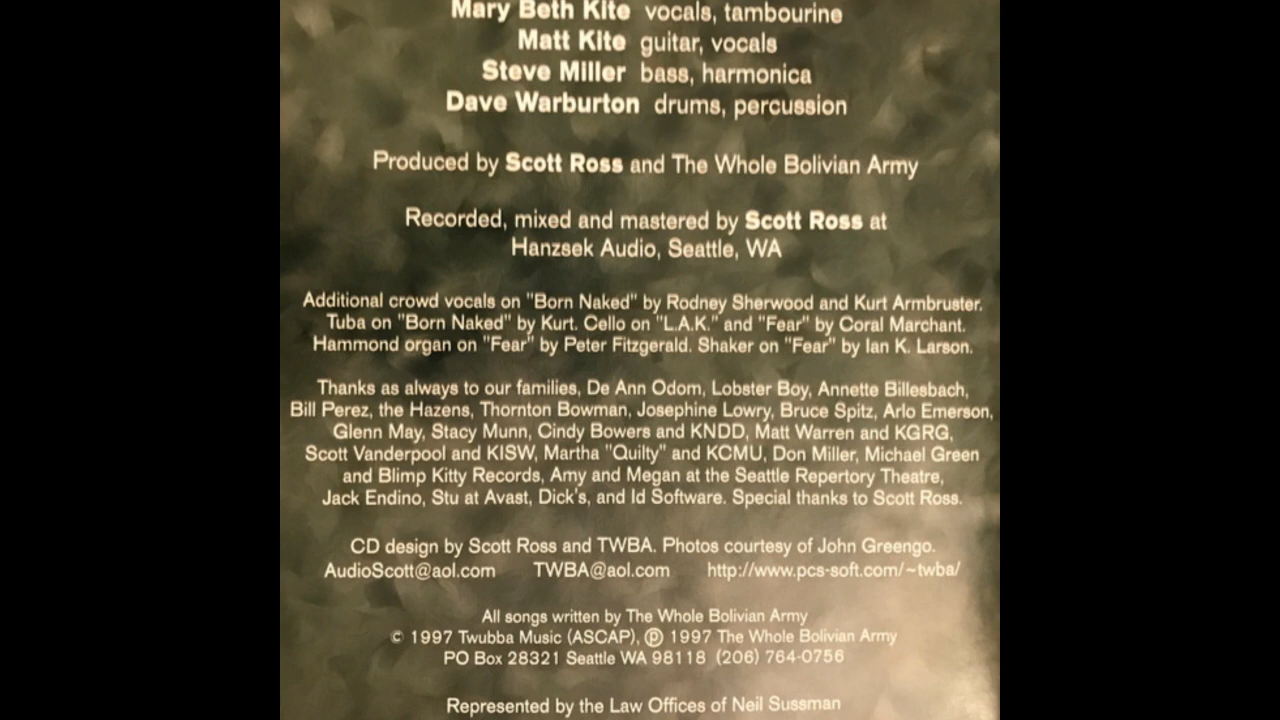 Mary Beth Kite vocals, tambourine
Matt Kite guitar, vocals
Steve Miller bass, harmonica
Dave Warburton drums, percussion
Produced by Scott Ross and The Whole Bolivian Army
Recorded, mixed and mastered by Scott Ross at
Hanzsek Audio, Seattle, WA
Additional crowd vocals on "Born Naked" by Rodney Sherwood and Kurt Armbruster.
Tuba on "Born Naked" by Kurt. Cello on "L.A.K." and "Fear" by Coral Marchant.
Hammond organ on "Fear" by Peter Fitzgerald. Shaker on "Fear" by Ian K. Larson.
Thanks as always to our families, De Ann Odom, Lobster Boy, Annette Billesbach,
Bill Perez, the Hazens, Thornton Bowman, Josephine Lowry, Bruce Spitz, Arlo Emerson,
Glenn May, Stacy Munn, Cindy Bowers and KNDD, Matt Warren and KGRG,
Scott Vanderpool and KISW, Martha "Quilty" and KCMU, Don Miller, Michael Green
and Blimp Kitty Records, Amy and Megan at the Seattle Repertory Theatre,
Jack Endino, Stu at Avast, Dick's, and Id Software. Special thanks to Scott Ross.
CD design by Scott Ross and TWBA. Photos courtesy of John Greengo.
AudioScott@aol.com TWBA@aol.com http://www.pcs-soft.com/~twba/
All songs written by The Whole Bolivian Army
© 1997 Twubba Music (ASCAP), ℗ 1997 The Whole Bolivian Army
PO Box 28321 Seattle WA 98118 (206) 764-0756
Represented by the Law Offices of Neil Sussman